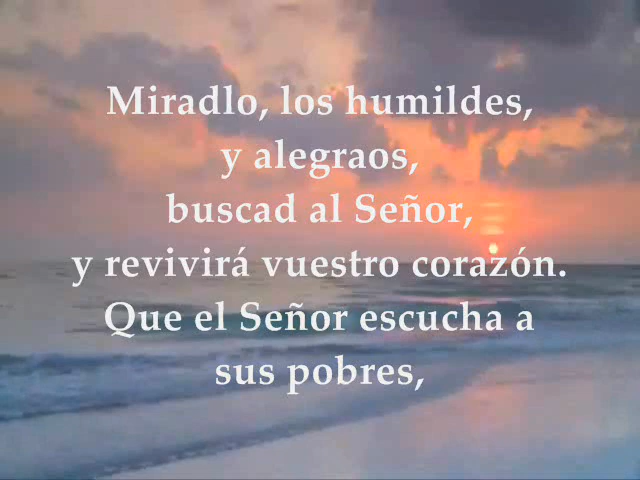 Miradlo, los humildes,
y alegraos,
buscad al Señor,
y revivirá vuestro corazón.
Que el Señor escucha a
sus pobres,